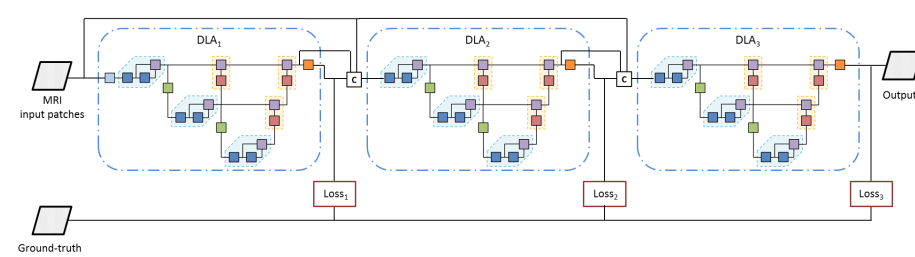 DLA₁
DLA₂
DLA₃
MRI
input patches
C
C
Output
Loss₁
Loss₂
Loss₃
Ground-truth